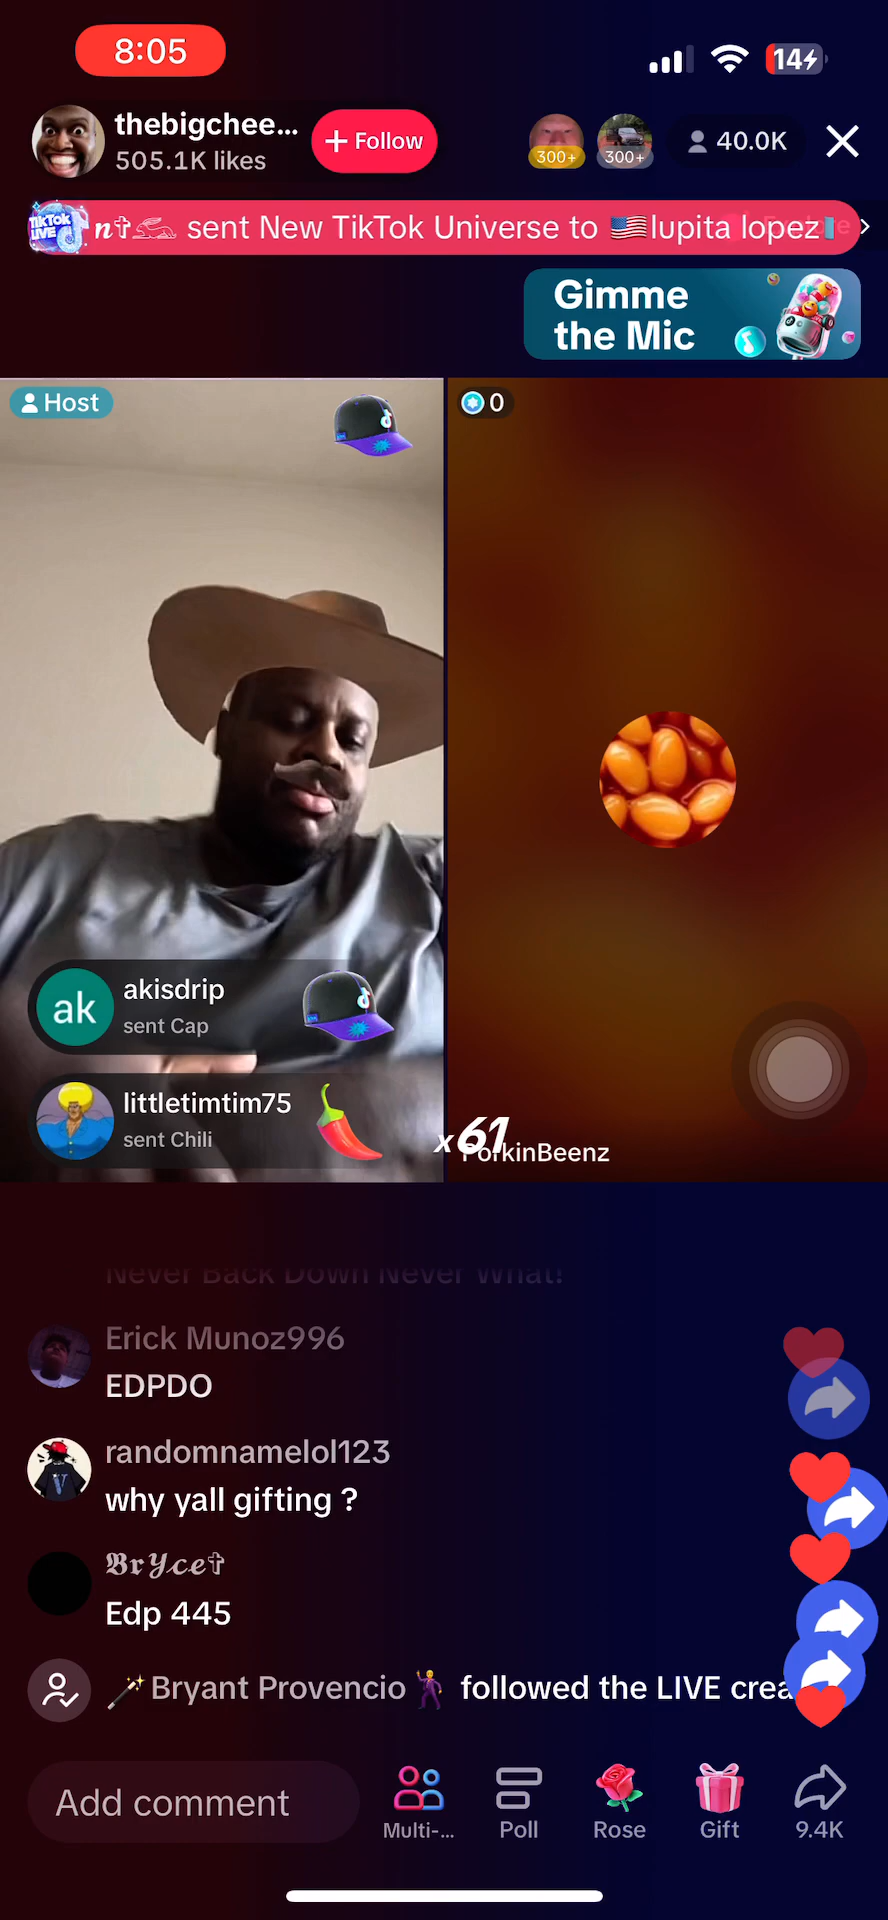 8:05
14
thebigchee...
505.1K likes
+ Follow
300+
300+
40.0K
TikTok LIVE
n✞ sent New TikTok Universe to 🇺🇸lupita lopez
Gimme
the Mic
Host
0
ak
akisdrip
sent Cap
littletimtim75
sent Chili
x61
PorkinBeenz
Never Back Down Never What!
Erick Munoz996
EDPDO
randomnamelol123
why yall gifting ?
𝕭𝖗𝓨𝓬𝓮✞
Edp 445
🪄Bryant Provencio🕺 followed the LIVE crea
Add comment
Multi-...
Poll
Rose
Gift
9.4K